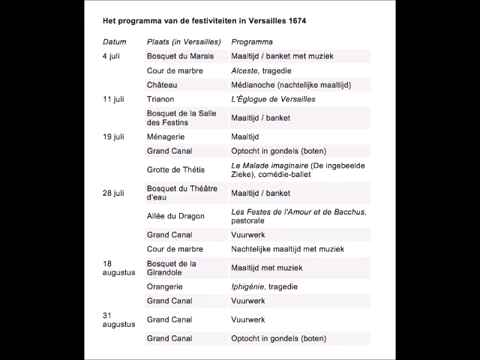 Het programma van de festiviteiten in Versailles 1674
Datum Plaats (in Versailles) Programma
4 juli Bosquet du Marais Maaltijd / banket met muziek
Cour de marbre Alceste, tragedie
Château Médianoche (nachtelijke maaltijd)
11 juli Trianon L'Églogue de Versailles
Bosquet de la Salle
des Festins Maaltijd / banket
19 juli Ménagerie Maaltijd
Grand Canal Optocht in gondels (boten)
Grotte de Thétis Le Malade imaginaire (De ingebeelde
Zieke), comédie-ballet
28 juli Bosquet du Théâtre
d'eau Maaltijd / banket
Allée du Dragon Les Festes de l'Amour et de Bacchus,
pastorale
Grand Canal Vuurwerk
Cour de marbre Nachtelijke maaltijd met muziek
18
augustus Bosquet de la
Girandole Maaltijd met muziek
Orangerie Iphigénie, tragedie
Grand Canal Vuurwerk
31
augustus Grand Canal Vuurwerk
Grand Canal Optocht in gondels (boten)